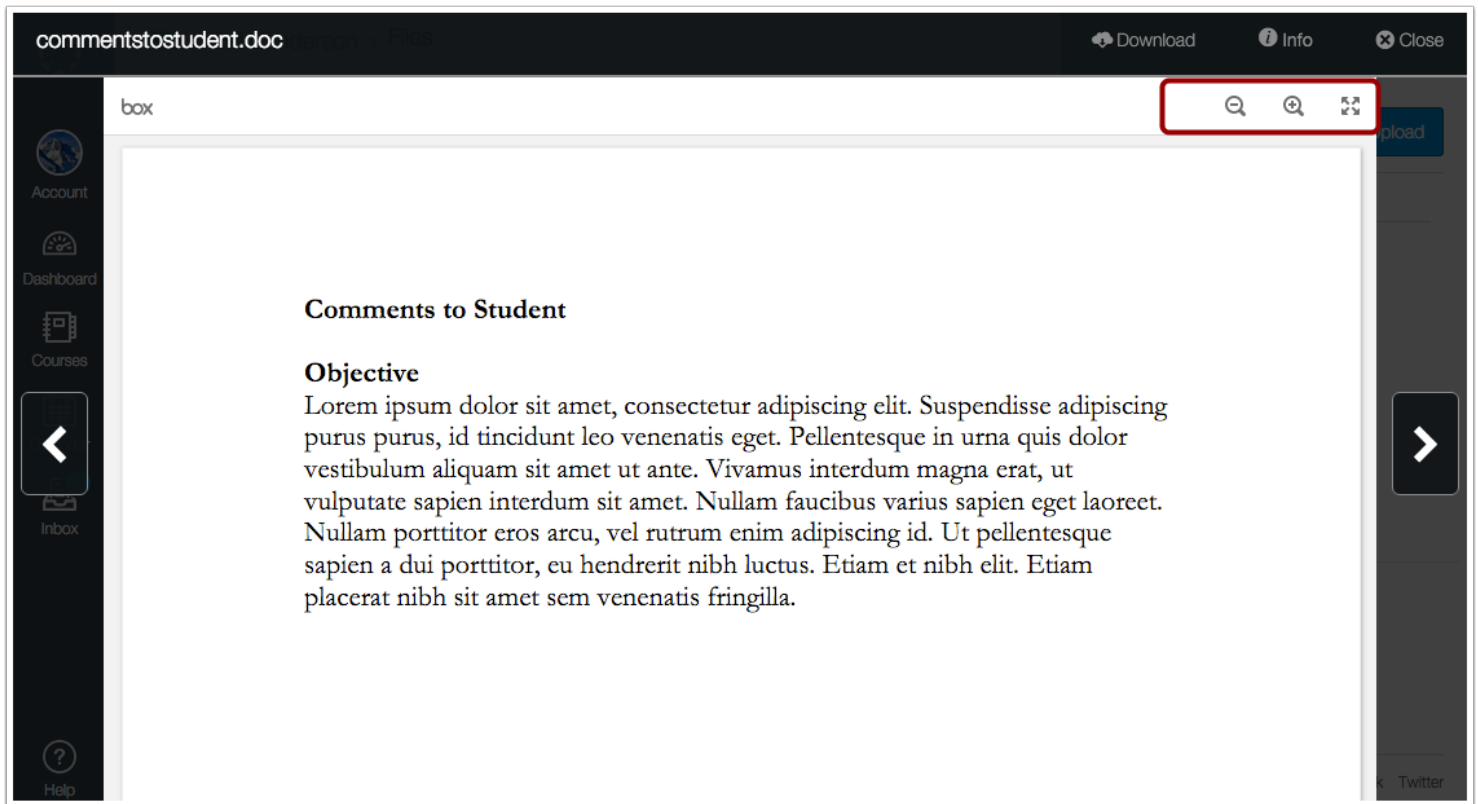 commentstostudent.doc
Files
Download
Info
Close
box
pload
Account
Dashboard
Courses
Inbox
Help
Comments to Student
Objective
Lorem ipsum dolor sit amet, consectetur adipiscing elit. Suspendisse adipiscing
purus purus, id tincidunt leo venenatis eget. Pellentesque in urna quis dolor
vestibulum aliquam sit amet ut ante. Vivamus interdum magna erat, ut
vulputate sapien interdum sit amet. Nullam faucibus varius sapien eget laoreet.
Nullam porttitor eros arcu, vel rutrum enim adipiscing id. Ut pellentesque
sapien a dui porttitor, eu hendrerit nibh luctus. Etiam et nibh elit. Etiam
placerat nibh sit amet sem venenatis fringilla.
k Twitter